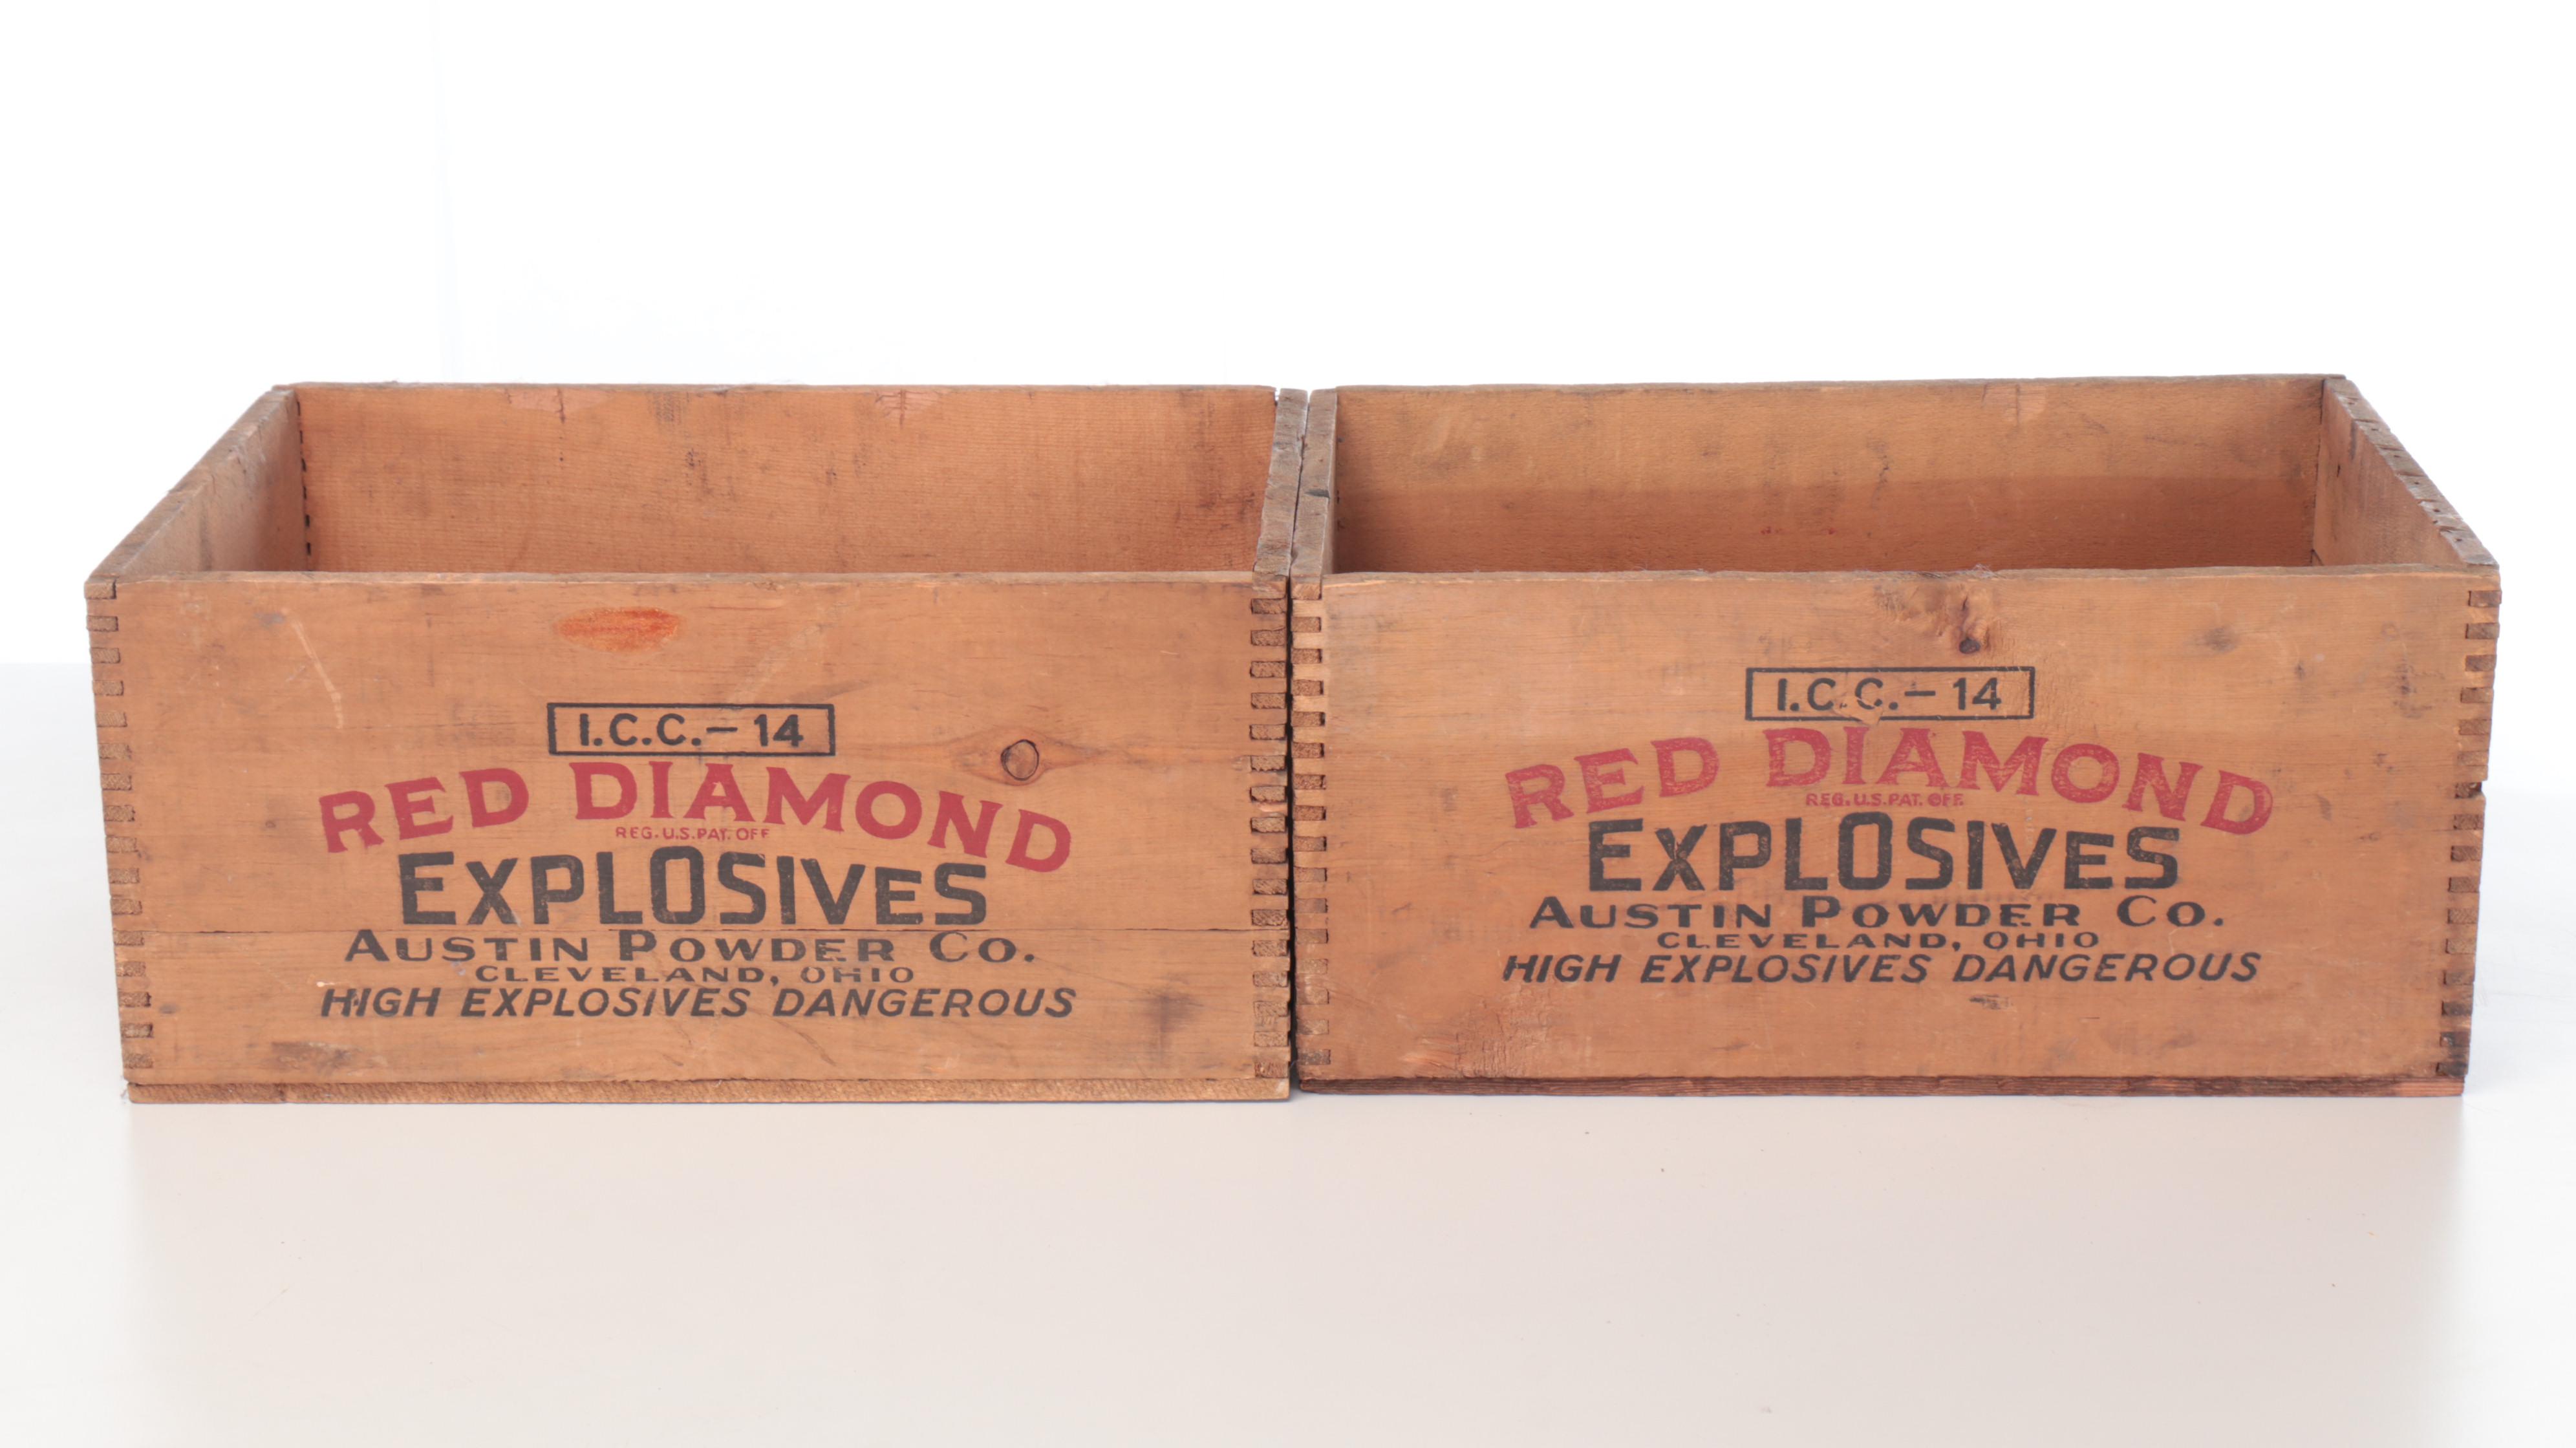 I.C.C.-14
RED DIAMOND
REG. U.S. PAT. OFF
EXPLOSIVES
AUSTIN POWDER CO.
CLEVELAND, OHIO
HIGH EXPLOSIVES DANGEROUS
I.C.C.-14
RED DIAMOND
REG. U.S. PAT. OFF.
EXPLOSIVES
AUSTIN POWDER CO.
CLEVELAND, OHIO
HIGH EXPLOSIVES DANGEROUS